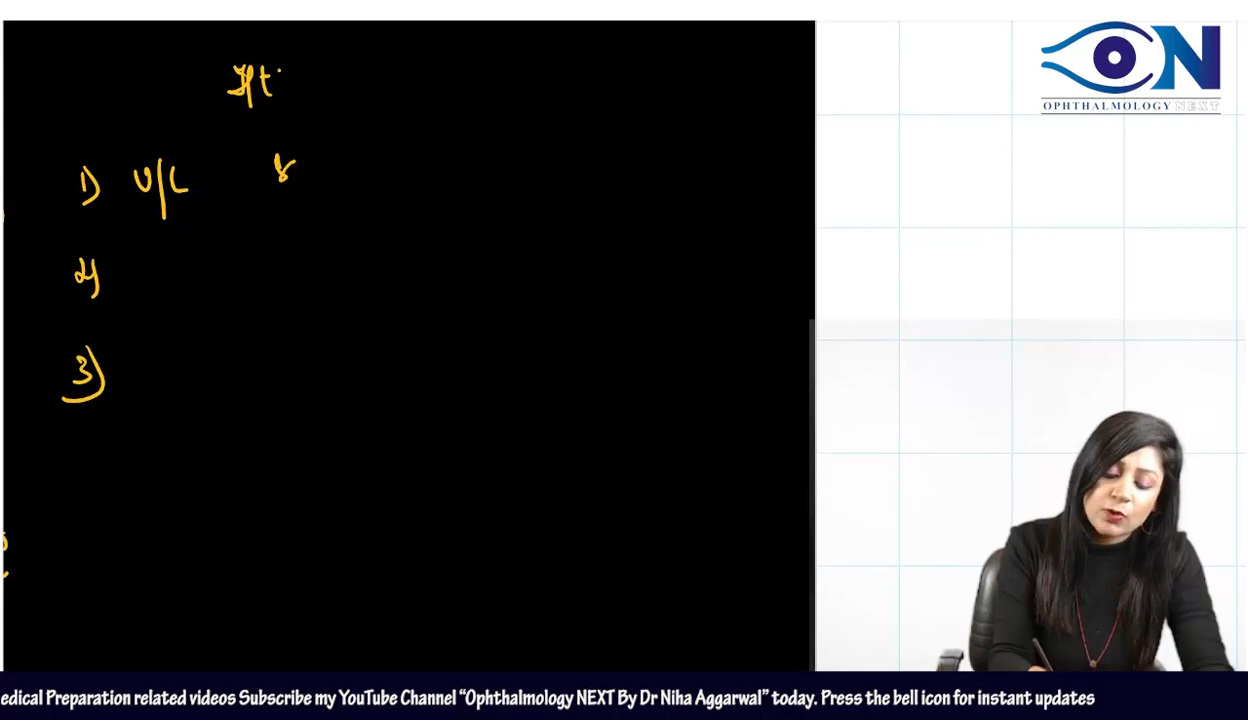 OPHTHALMOLOGY NEXT
1) U/L
2)
3)
edical Preparation related videos Subscribe my YouTube Channel “Ophthalmology NEXT By Dr Niha Aggarwal” today. Press the bell icon for instant updates